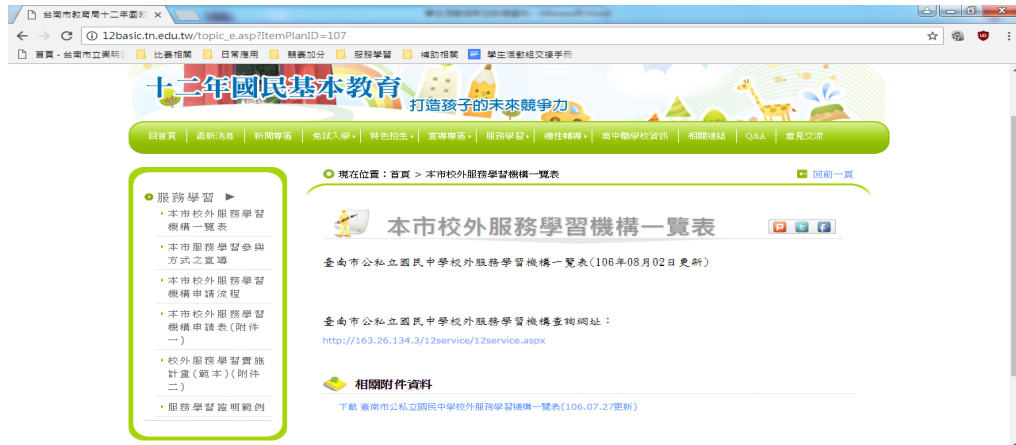 台南市教育局十二年國
12basic.tn.edu.tw/topic_e.asp?ItemPlanID=107
首頁 - 台南市立崇明
比賽相關
日常應用
競賽加分
服務學習
補助相關
學生活動組交接手冊
十二年國民基本教育
打造孩子的未來競爭力
回首頁 | 最新消息 | 新聞專區 | 免試入學 | 特色招生 | 宣導專區 | 服務學習 | 適性輔導 | 高中職學校資訊 | 相關連結 | Q&A | 意見交流
現在位置：首頁 > 本市校外服務學習機構一覽表
回前一頁
服務學習
本市校外服務學習
機構一覽表
本市服務學習參與
方式之宣導
本市校外服務學習
機構申請流程
本市校外服務學習
機構申請表(附件
一)
校外服務學習實施
計畫(範本)(附件
二)
服務學習證明範例
本市校外服務學習機構一覽表
臺南市公私立國民中學校外服務學習機構一覽表(106年08月02日更新)
臺南市公私立國民中學校外服務學習機構查詢網址：
http://163.26.134.3/12service/12service.aspx
相關附件資料
下載 臺南市公私立國民中學校外服務學習機構一覽表(106.07.27更新)